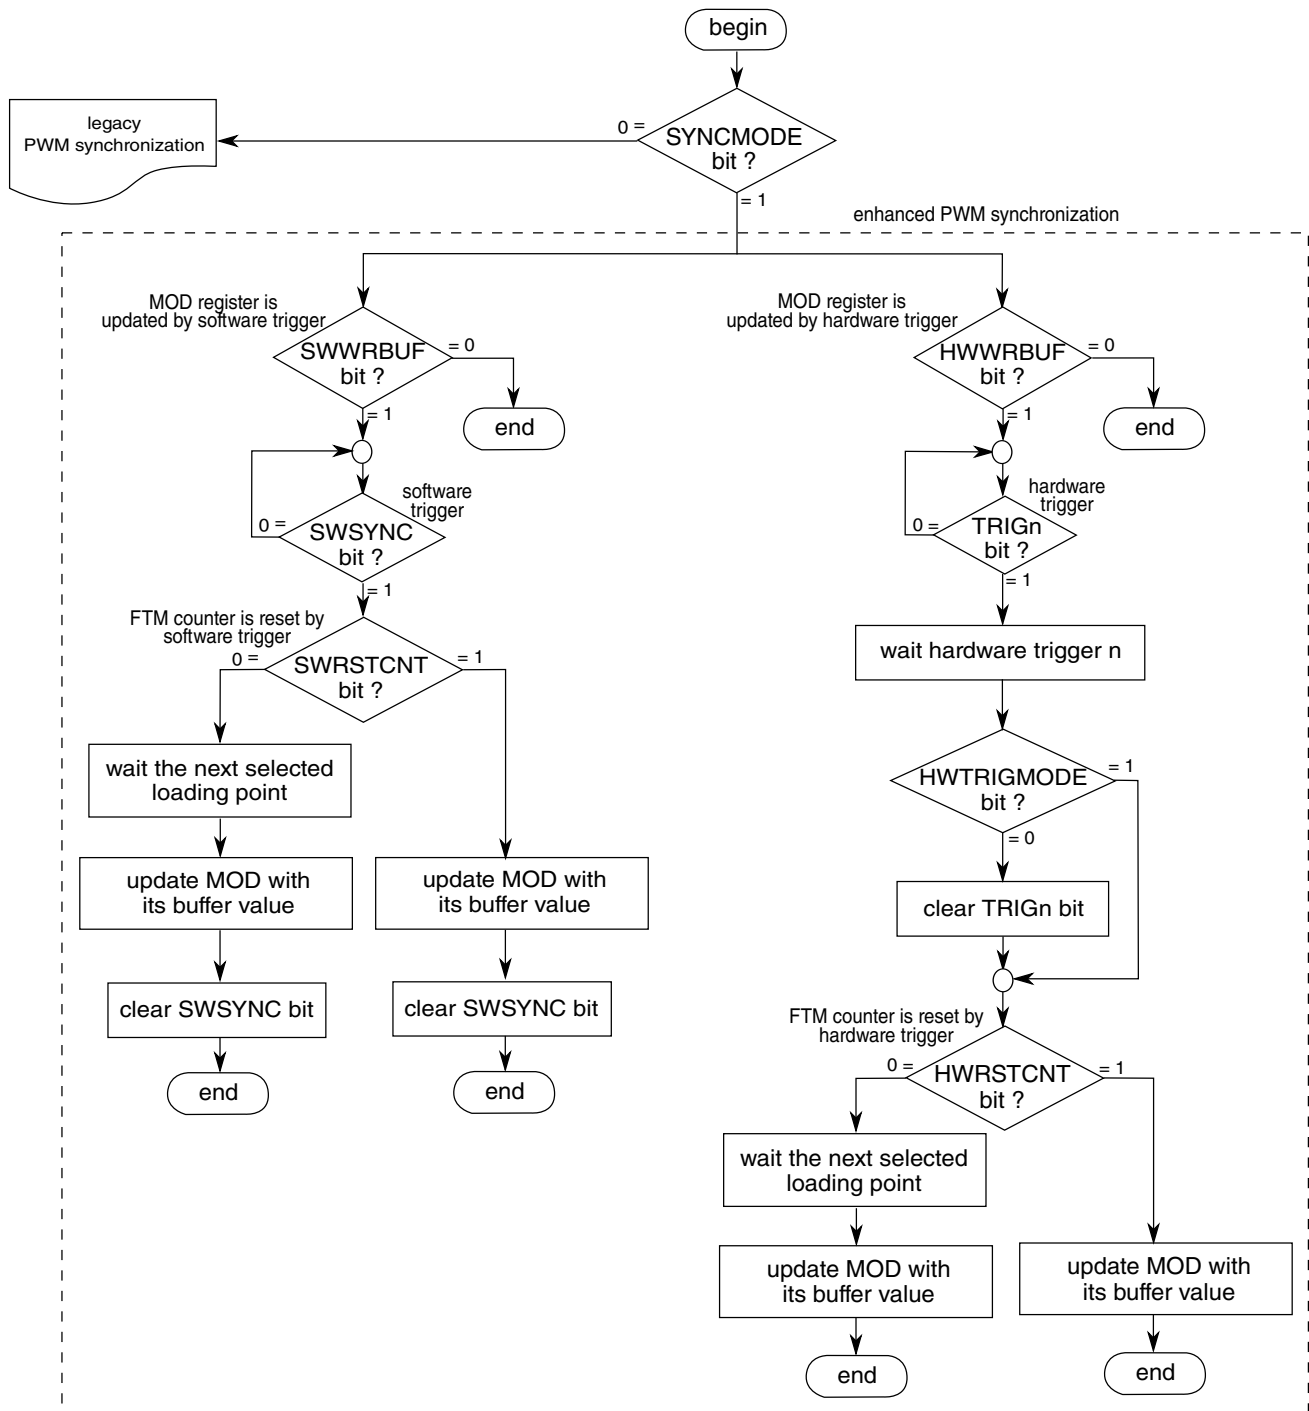 begin
SYNCMODE
bit ?
0 =
= 1
legacy
PWM synchronization
enhanced PWM synchronization
MOD register is
updated by software trigger
SWWRBUF
bit ?
= 0
= 1
end
software
trigger
SWSYNC
bit ?
0 =
= 1
FTM counter is reset by
software trigger
SWRSTCNT
bit ?
0 =
= 1
wait the next selected
loading point
update MOD with
its buffer value
clear SWSYNC bit
end
update MOD with
its buffer value
clear SWSYNC bit
end
MOD register is
updated by hardware trigger
HWWRBUF
bit ?
= 0
= 1
end
hardware
trigger
TRIGn
bit ?
0 =
= 1
wait hardware trigger n
HWTRIGMODE
bit ?
= 1
= 0
clear TRIGn bit
FTM counter is reset by
hardware trigger
HWRSTCNT
bit ?
0 =
= 1
wait the next selected
loading point
update MOD with
its buffer value
end
update MOD with
its buffer value
end